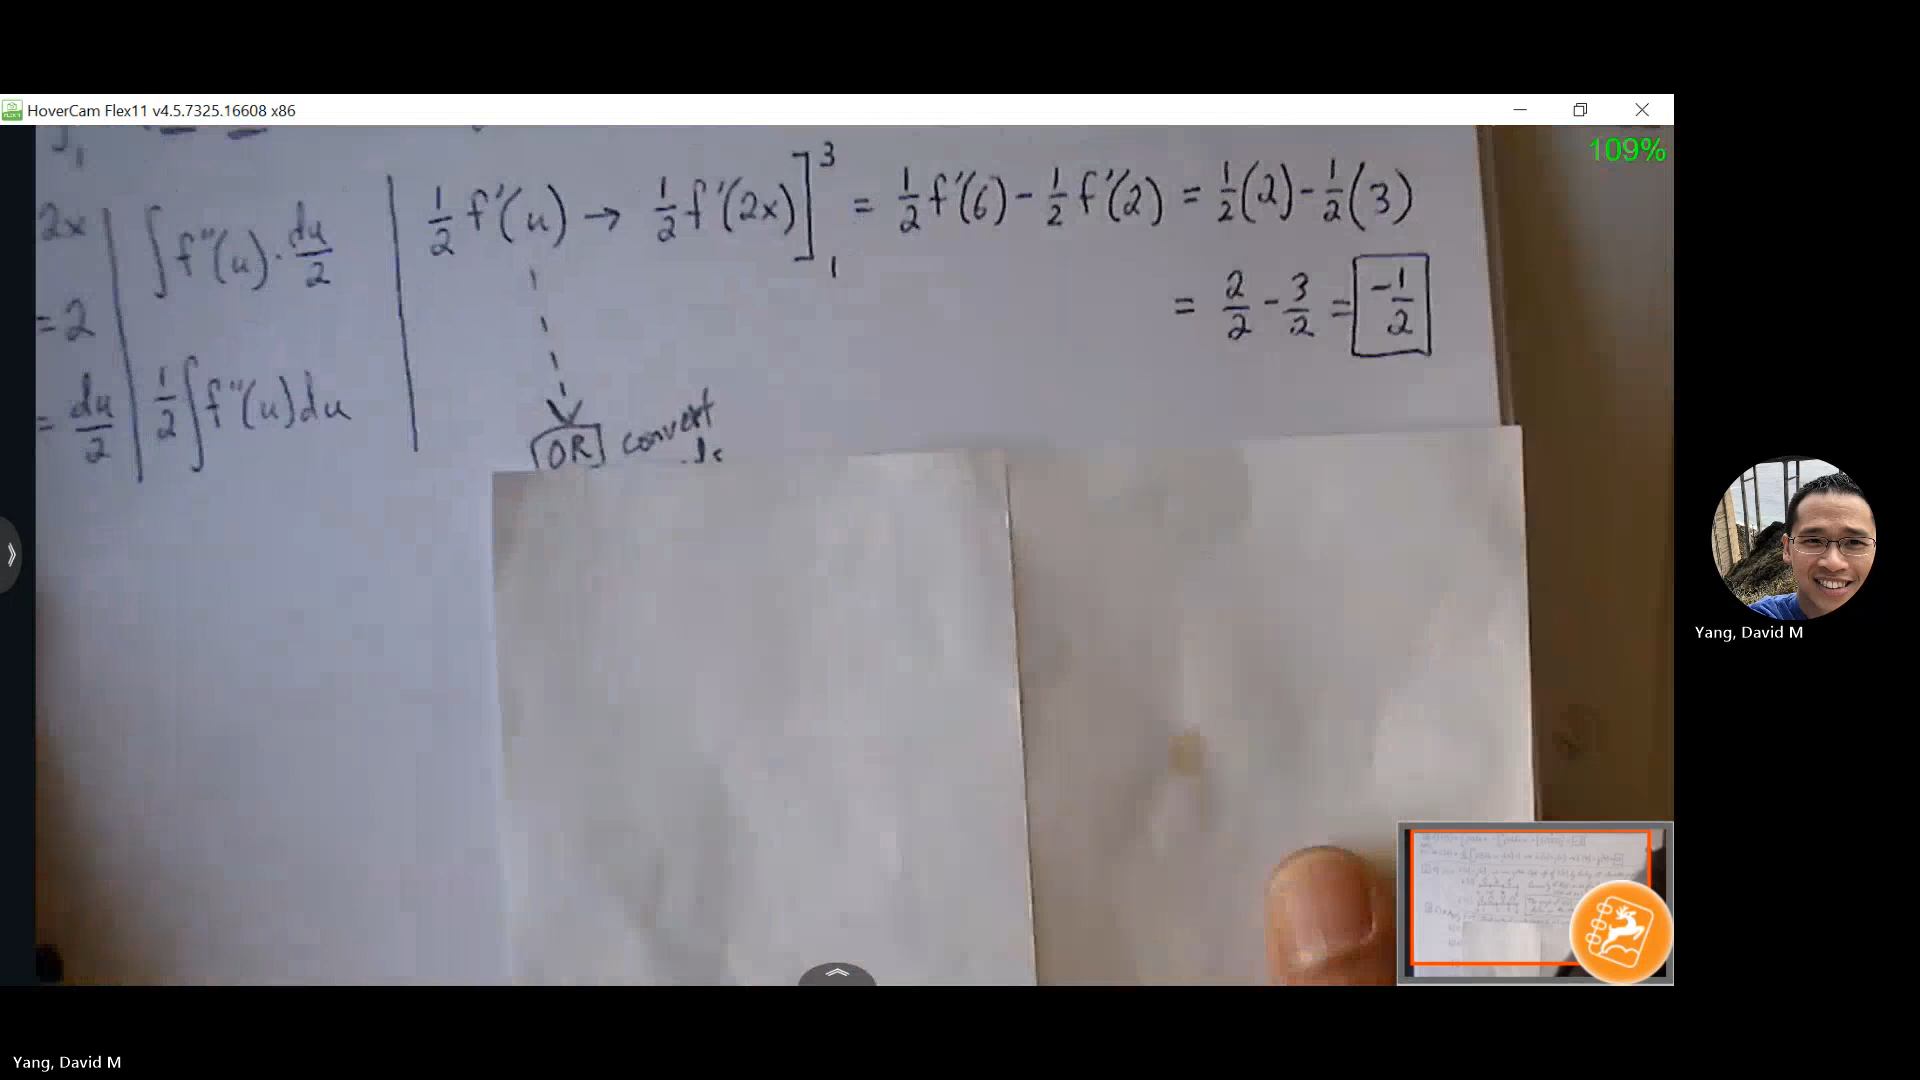 HoverCam Flex11 v4.5.7325.16608 x86
109%
2x
= 2
= du/2
∫ f''(u) · du/2
1/2 ∫ f''(u) du
1/2 f'(u) → 1/2 f'(2x) ]₁³ = 1/2 f'(6) - 1/2 f'(2) = 1/2 (2) - 1/2 (3)
= 2/2 - 3/2 = -1/2
OR convert
Yang, David M
Yang, David M